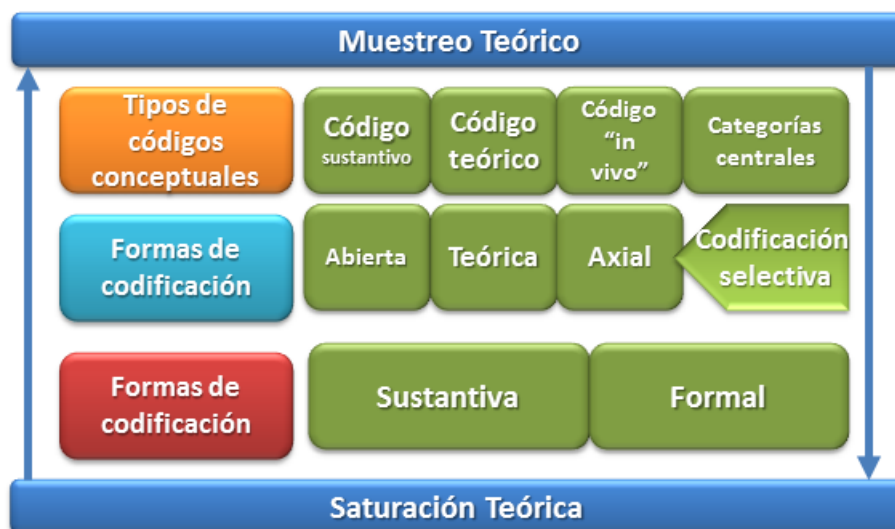 Muestreo Teórico
Tipos de
códigos
conceptuales
Código
sustantivo
Código
teórico
Código
“in
vivo”
Categorías
centrales
Formas de
codificación
Abierta
Teórica
Axial
Codificación
selectiva
Formas de
codificación
Sustantiva
Formal
Saturación Teórica